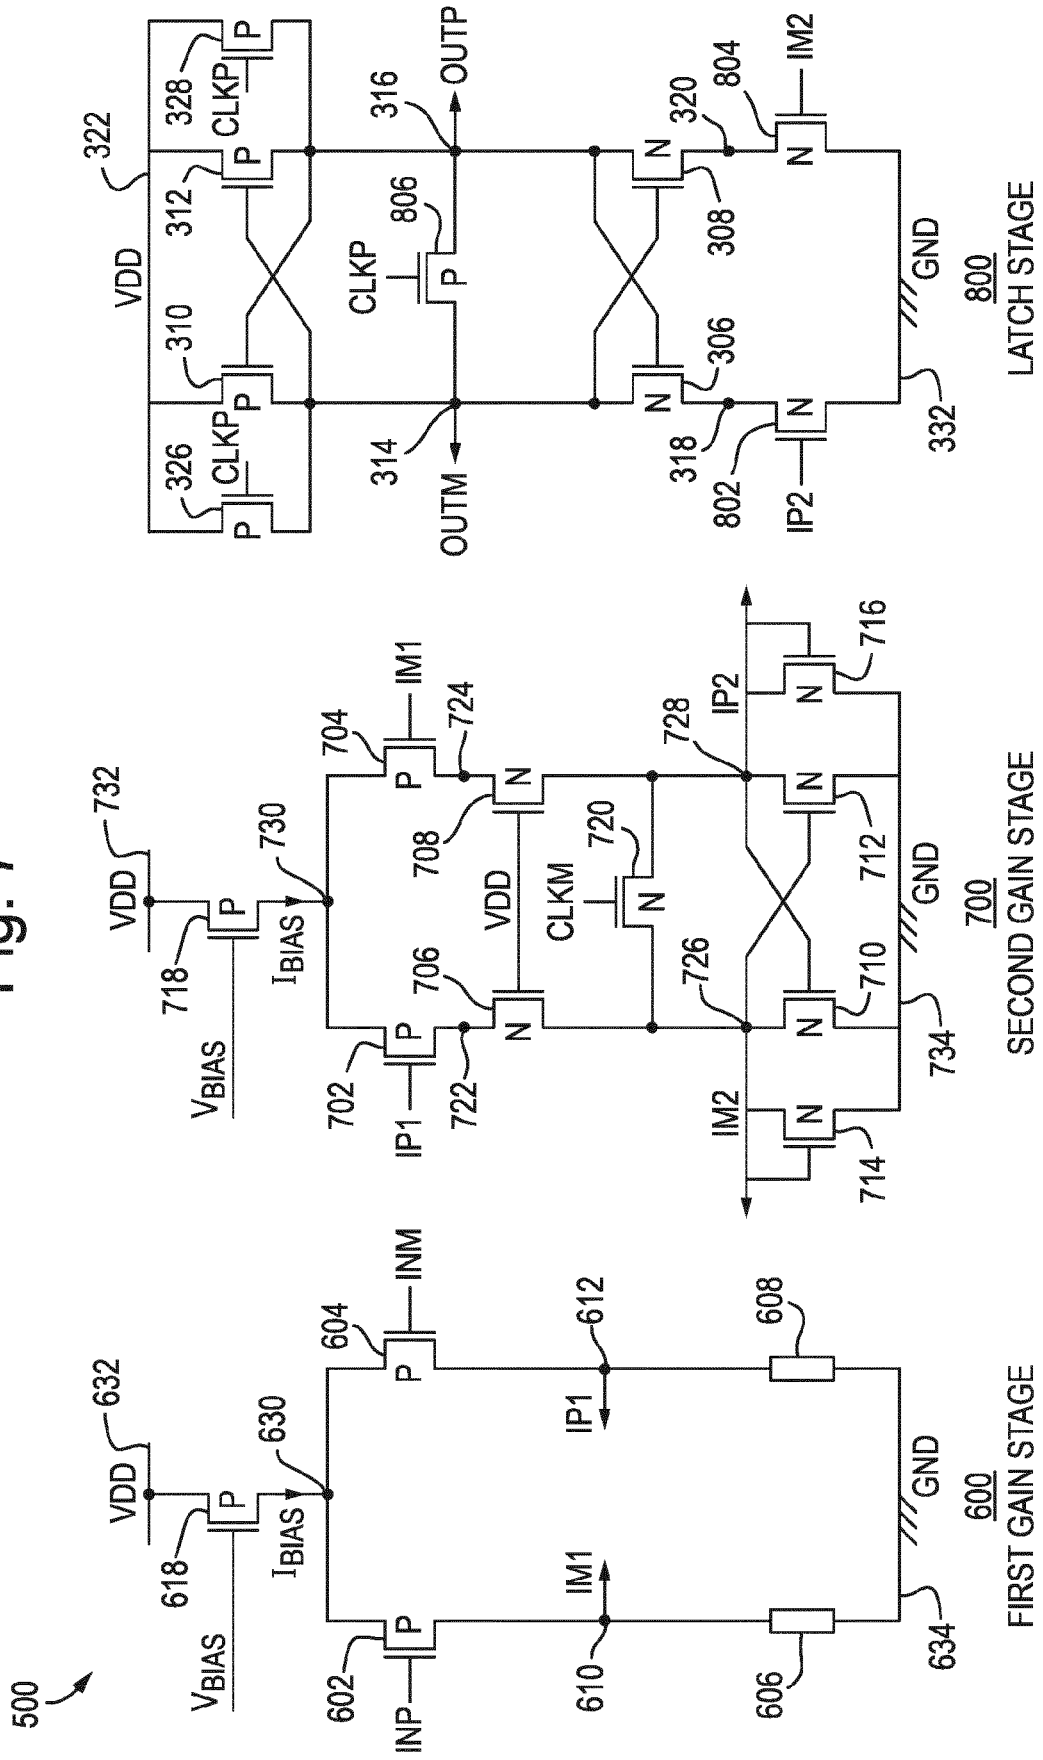 500
VDD
632
VBIAS
618
P
IBIAS
630
602
P
INP
604
P
INM
IM1
610
IP1
612
606
608
634
GND
600
FIRST GAIN STAGE
VDD
732
VBIAS
718
P
IBIAS
730
702
P
IP1
704
P
IM1
722
724
706
N
708
N
VDD
CLKM
720
N
726
728
IM2
IP2
714
N
710
N
712
N
716
N
734
GND
700
SECOND GAIN STAGE
VDD
322
326
P
CLKP
310
P
312
P
328
P
CLKP
314
OUTM
CLKP
806
P
316
OUTP
306
N
308
N
318
320
802
N
IP2
804
N
IM2
332
GND
800
LATCH STAGE